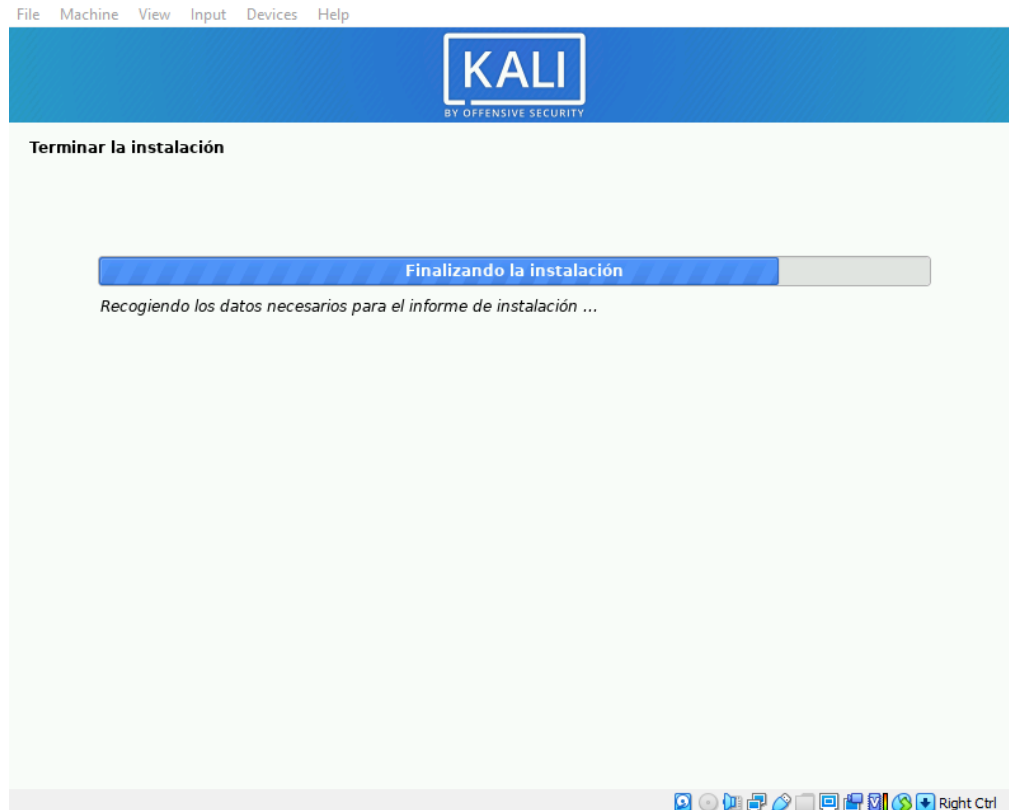 File Machine View Input Devices Help
KALI
BY OFFENSIVE SECURITY
Terminar la instalación
Finalizando la instalación
Recogiendo los datos necesarios para el informe de instalación ...
Right Ctrl